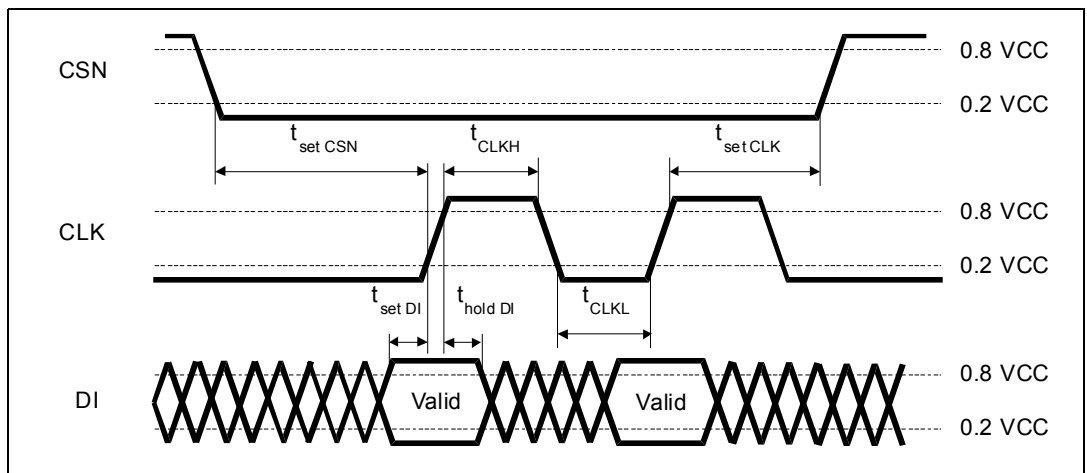 CSN
0.8 VCC
0.2 VCC
t set CSN
t CLKH
t set CLK
CLK
0.8 VCC
0.2 VCC
t set DI
t hold DI
t CLKL
DI
Valid
Valid
0.8 VCC
0.2 VCC